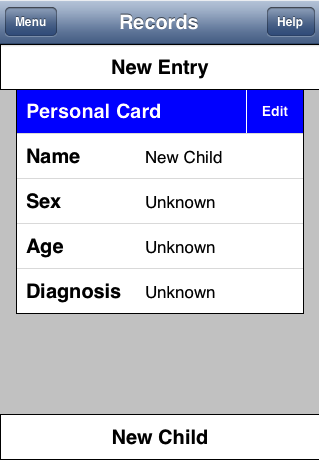 Menu Records Help
New Entry
Personal Card Edit
Name New Child
Sex Unknown
Age Unknown
Diagnosis Unknown
New Child